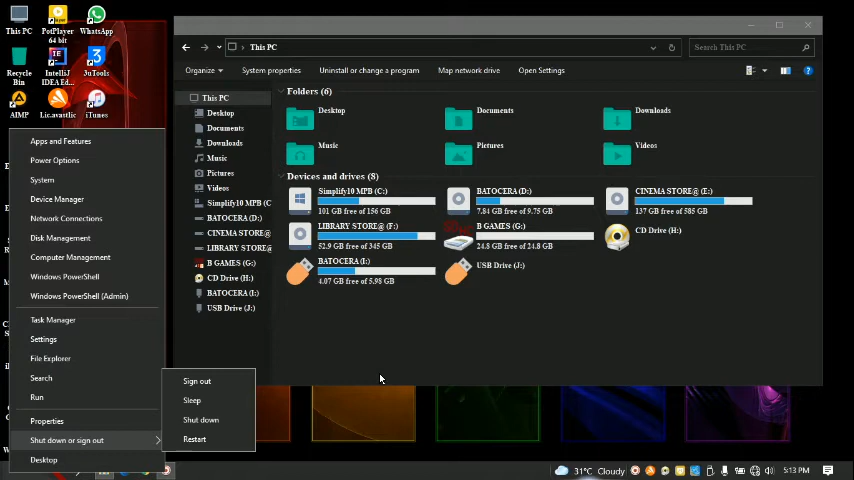 This PC
PotPlayer
64 bit
WhatsApp
Recycle
Bin
IntelliJ
IDEA Ed...
3uTools
AIMP
Lic.avastlic
iTunes
Apps and Features
Power Options
System
Device Manager
Network Connections
Disk Management
Computer Management
Windows PowerShell
Windows PowerShell (Admin)
Task Manager
Settings
File Explorer
Search
Run
Properties
Shut down or sign out
Desktop
Sign out
Sleep
Shut down
Restart
This PC
Search This PC
Organize
System properties
Uninstall or change a program
Map network drive
Open Settings
This PC
Desktop
Documents
Downloads
Music
Pictures
Videos
Simplify10 MPB (C:)
BATOCERA (D:)
CINEMA STORE@
LIBRARY STORE@
B GAMES (G:)
CD Drive (H:)
BATOCERA (I:)
USB Drive (J:)
Folders (6)
Desktop
Documents
Downloads
Music
Pictures
Videos
Devices and drives (8)
Simplify10 MPB (C:)
101 GB free of 156 GB
BATOCERA (D:)
7.84 GB free of 9.75 GB
CINEMA STORE@ (E:)
137 GB free of 585 GB
LIBRARY STORE@ (F:)
52.9 GB free of 345 GB
B GAMES (G:)
24.8 GB free of 24.8 GB
CD Drive (H:)
BATOCERA (I:)
4.07 GB free of 5.98 GB
USB Drive (J:)
31°C Cloudy
5:13 PM